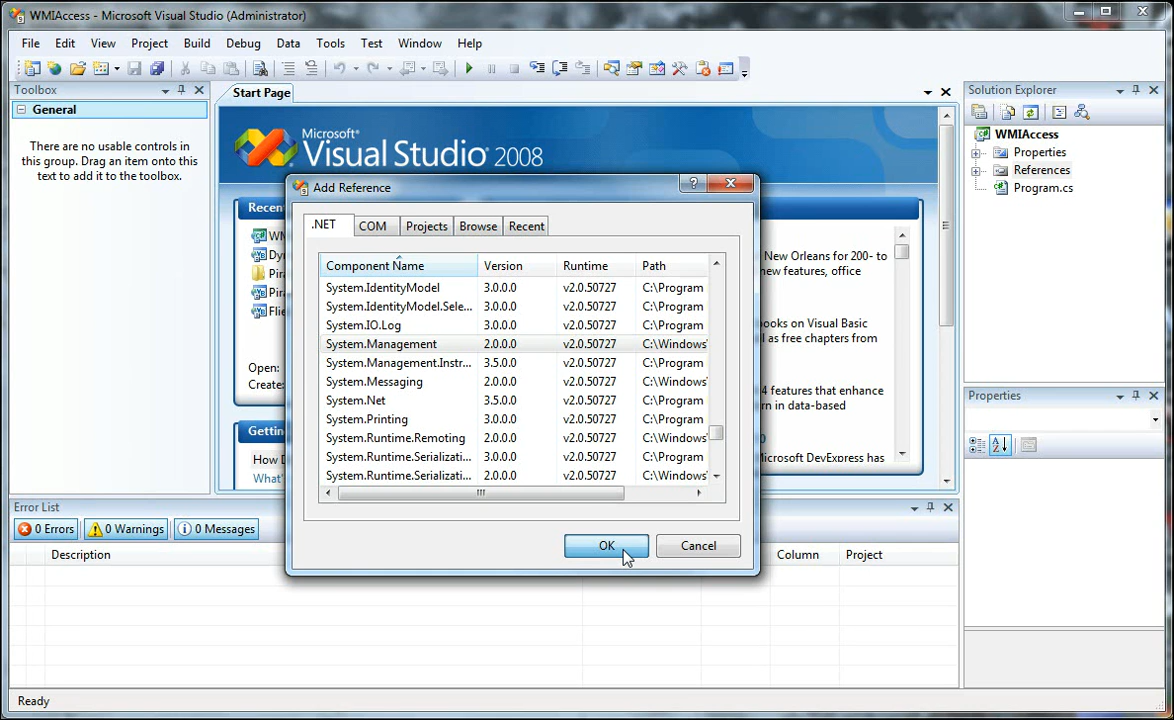 WMIAccess - Microsoft Visual Studio (Administrator)
File Edit View Project Build Debug Data Tools Test Window Help
Toolbox
General
There are no usable controls in
this group. Drag an item onto this
text to add it to the toolbox.
Start Page
Microsoft®
Visual Studio® 2008
Recen
WM
Dyn
Pira
Pira
Flie
Open:
Create:
Getting
How D
What'
New Orleans for 200- to
new features, office
ooks on Visual Basic
l as free chapters from
4 features that enhance
rn in data-based
Microsoft DevExpress has
Add Reference
.NET COM Projects Browse Recent
Component Name Version Runtime Path
System.IdentityModel 3.0.0.0 v2.0.50727 C:\Program
System.IdentityModel.Sele... 3.0.0.0 v2.0.50727 C:\Program
System.IO.Log 3.0.0.0 v2.0.50727 C:\Program
System.Management 2.0.0.0 v2.0.50727 C:\Windows
System.Management.Instr... 3.5.0.0 v2.0.50727 C:\Program
System.Messaging 2.0.0.0 v2.0.50727 C:\Windows
System.Net 3.5.0.0 v2.0.50727 C:\Program
System.Printing 3.0.0.0 v2.0.50727 C:\Program
System.Runtime.Remoting 2.0.0.0 v2.0.50727 C:\Windows
System.Runtime.Serializati... 3.0.0.0 v2.0.50727 C:\Program
System.Runtime.Serializati... 2.0.0.0 v2.0.50727 C:\Windows
OK Cancel
Solution Explorer
WMIAccess
Properties
References
Program.cs
Properties
Error List
0 Errors 0 Warnings 0 Messages
Description Column Project
Ready